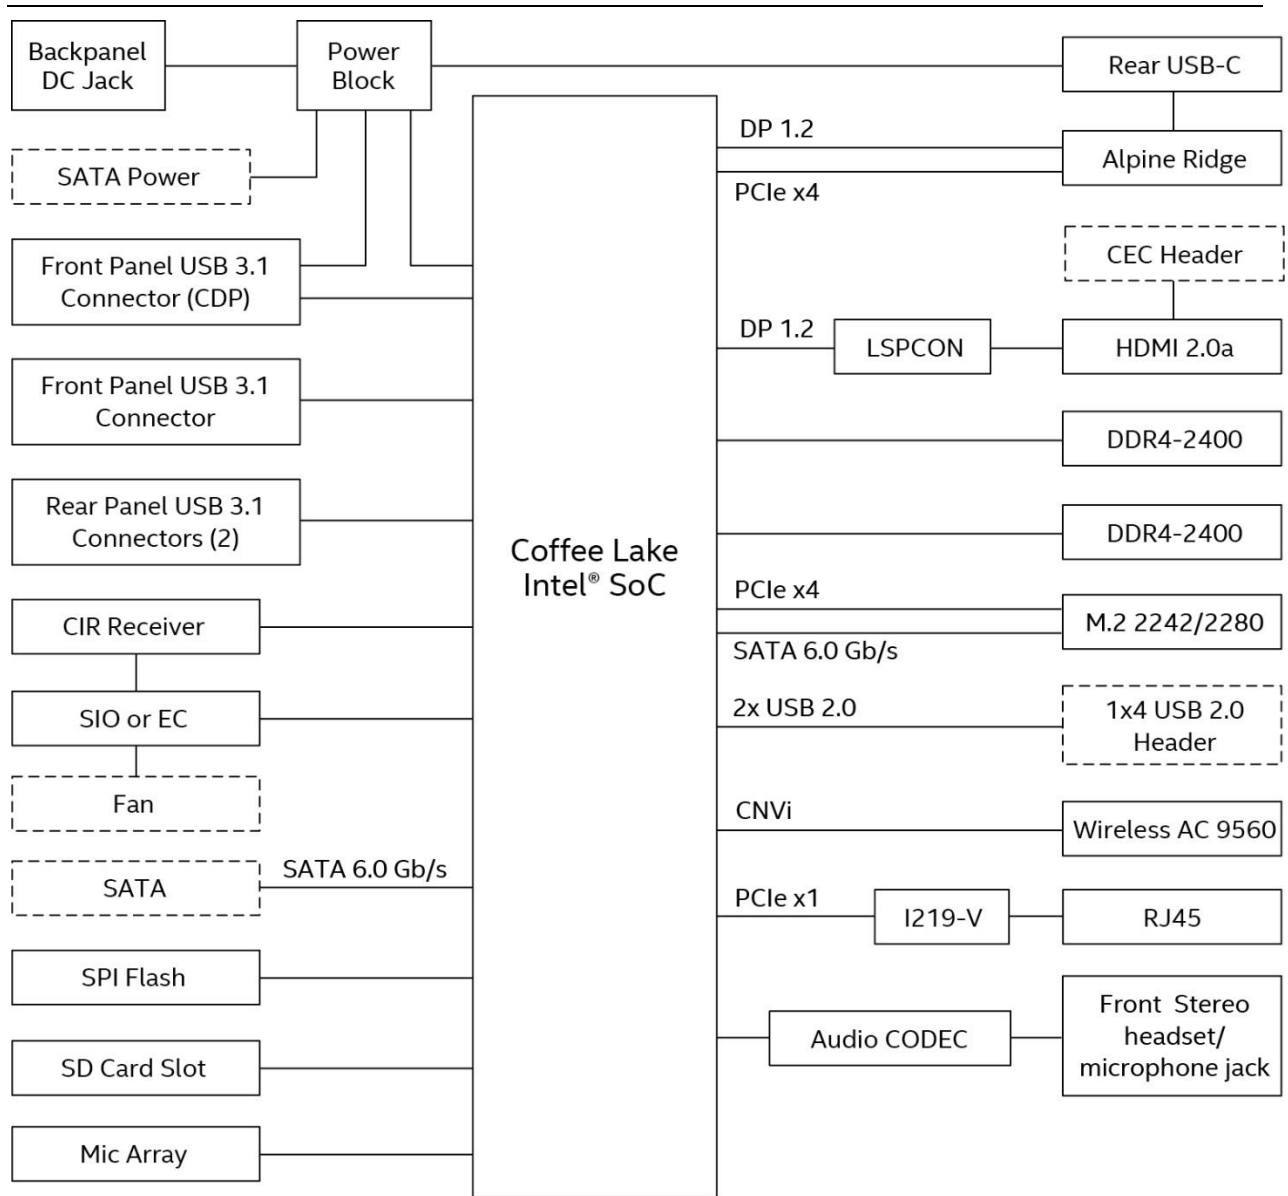 Backpanel
DC Jack
Power
Block
Rear USB-C
DP 1.2
Alpine Ridge
PCIe x4
SATA Power
Front Panel USB 3.1
Connector (CDP)
CEC Header
DP 1.2
LSPCON
HDMI 2.0a
Front Panel USB 3.1
Connector
DDR4-2400
Rear Panel USB 3.1
Connectors (2)
DDR4-2400
Coffee Lake
Intel® SoC
CIR Receiver
PCIe x4
M.2 2242/2280
SATA 6.0 Gb/s
SIO or EC
2x USB 2.0
1x4 USB 2.0
Header
Fan
CNVi
Wireless AC 9560
SATA
SATA 6.0 Gb/s
PCIe x1
I219-V
RJ45
SPI Flash
Audio CODEC
Front Stereo
headset/
microphone jack
SD Card Slot
Mic Array